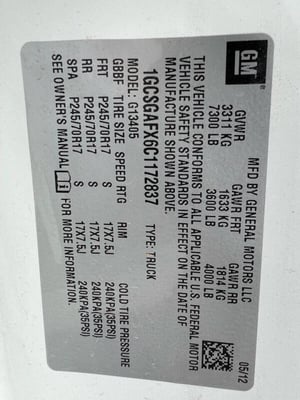 GM
MFD BY GENERAL MOTORS LLC 05/12
GVWR GAWR FRT GAWR RR
3311 KG 1633 KG 1814 KG
7300 LB 3600 LB 4000 LB
THIS VEHICLE CONFORMS TO ALL APPLICABLE U.S. FEDERAL MOTOR
VEHICLE SAFETY STANDARDS IN EFFECT ON THE DATE OF
MANUFACTURE SHOWN ABOVE.
1GCSGAFX6C1172837 TYPE: TRUCK
MODEL: G13405
GBBF TIRE SIZE SPEED RTG RIM COLD TIRE PRESSURE
FRT P245/70R17 S 17X7.5J 240KPA(35PSI)
RR P245/70R17 S 17X7.5J 240KPA(35PSI)
SPA P245/70R17 S 17X7.5J 240KPA(35PSI)
SEE OWNER'S MANUAL FOR MORE INFORMATION.